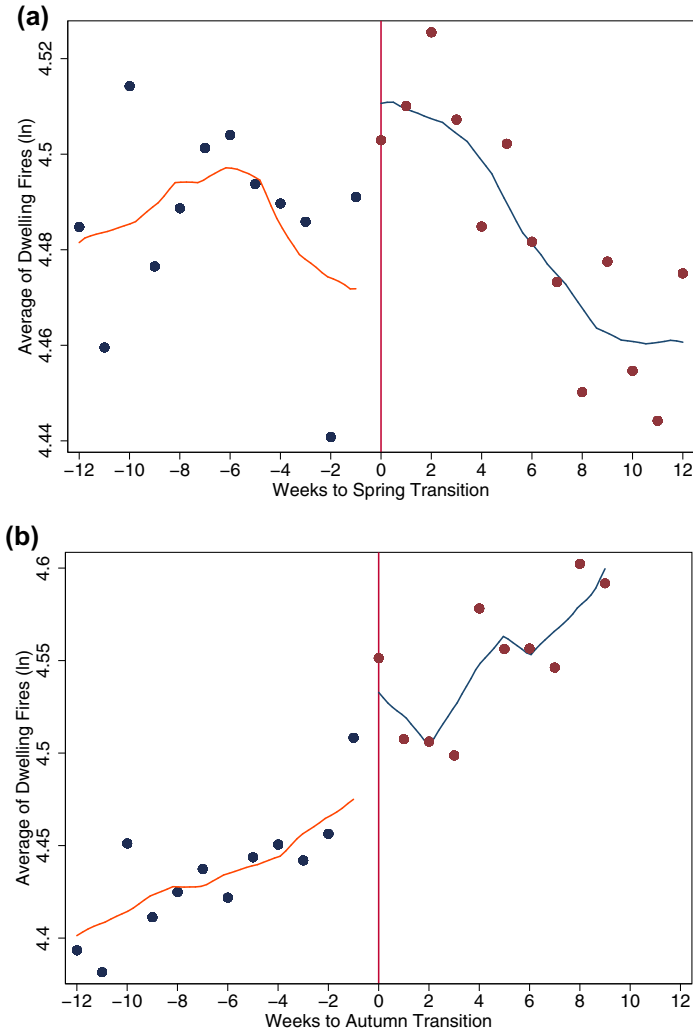 (a)
Average of Dwelling Fires (ln)
4.52
4.5
4.48
4.46
4.44
−12 −10 −8 −6 −4 −2 0 2 4 6 8 10 12
Weeks to Spring Transition
(b)
Average of Dwelling Fires (ln)
4.6
4.55
4.5
4.45
4.4
−12 −10 −8 −6 −4 −2 0 2 4 6 8 10 12
Weeks to Autumn Transition